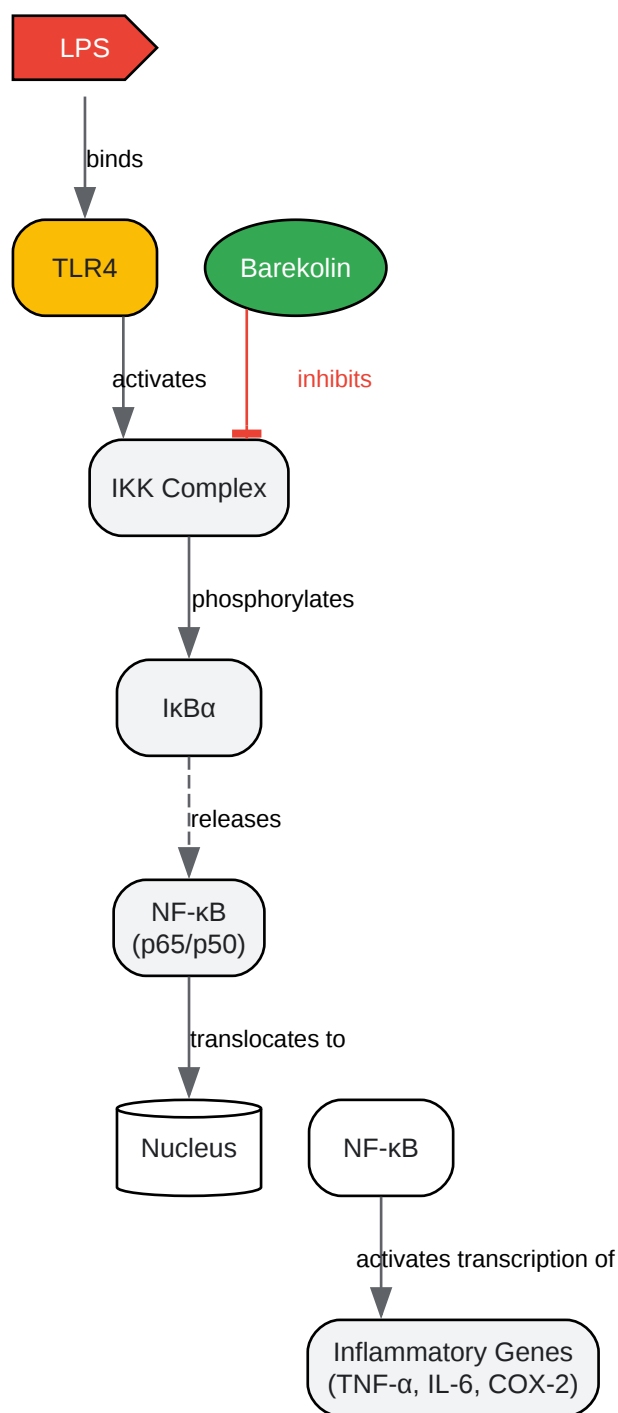 LPS
binds
TLR4
Barekolin
activates
inhibits
IKK Complex
phosphorylates
IκBα
releases
NF-κB
(p65/p50)
translocates to
Nucleus
NF-κB
activates transcription of
Inflammatory Genes
(TNF-α, IL-6, COX-2)